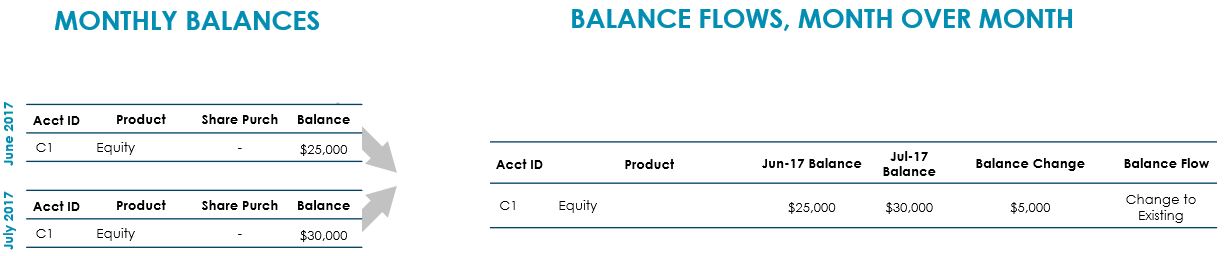 MONTHLY BALANCES
BALANCE FLOWS, MONTH OVER MONTH
June 2017
Acct ID Product Share Purch Balance
C1 Equity - $25,000
July 2017
Acct ID Product Share Purch Balance
C1 Equity - $30,000
Acct ID Product Jun-17 Balance Jul-17 Balance Balance Change Balance Flow
C1 Equity $25,000 $30,000 $5,000 Change to Existing